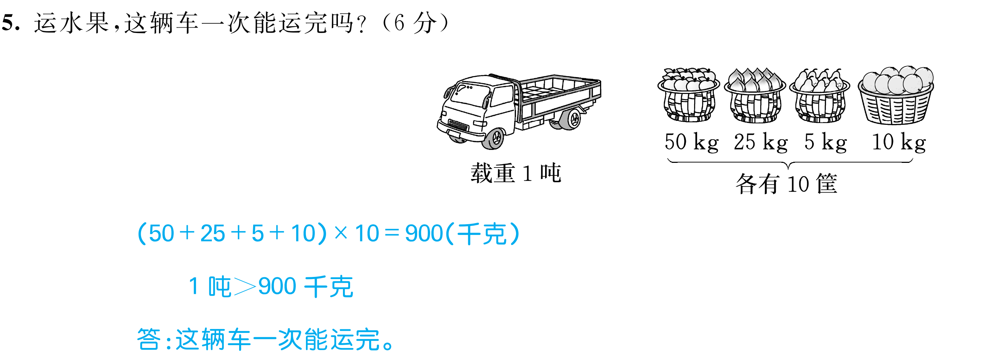 5. 运水果,这辆车一次能运完吗?(6 分)
50 kg 25 kg 5 kg 10 kg
载重 1 吨
各有 10 筐
(50+25+5+10)×10=900(千克)
1 吨>900 千克
答:这辆车一次能运完。